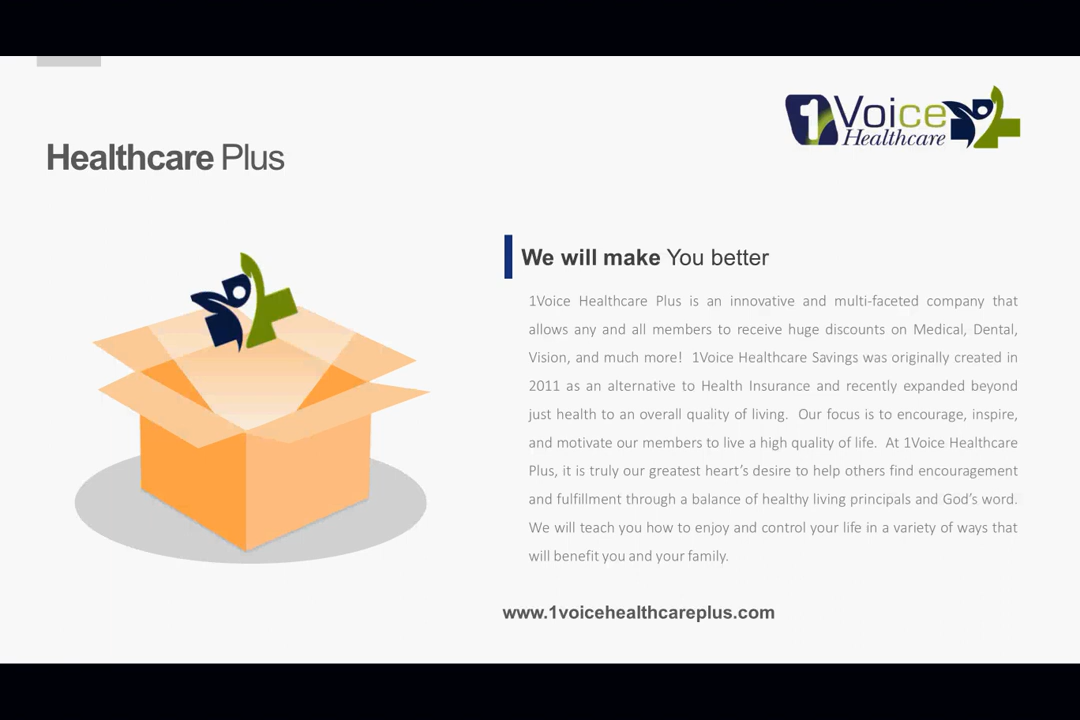 1Voice
Healthcare
Healthcare Plus
We will make You better
1Voice Healthcare Plus is an innovative and multi-faceted company that
allows any and all members to receive huge discounts on Medical, Dental,
Vision, and much more! 1Voice Healthcare Savings was originally created in
2011 as an alternative to Health Insurance and recently expanded beyond
just health to an overall quality of living. Our focus is to encourage, inspire,
and motivate our members to live a high quality of life. At 1Voice Healthcare
Plus, it is truly our greatest heart’s desire to help others find encouragement
and fulfillment through a balance of healthy living principals and God’s word.
We will teach you how to enjoy and control your life in a variety of ways that
will benefit you and your family.
www.1voicehealthcareplus.com